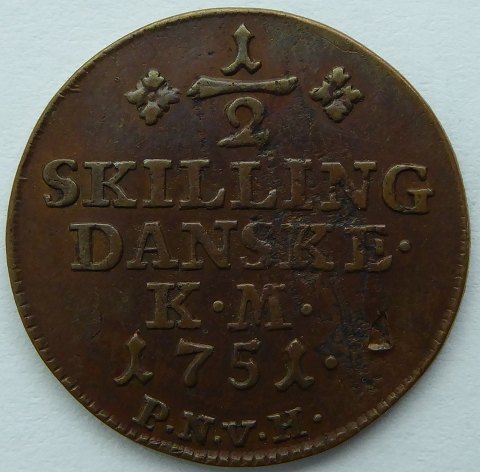 1/2
SKILLING
DANSKE·
K·M·
1751·
P.N.V.H.